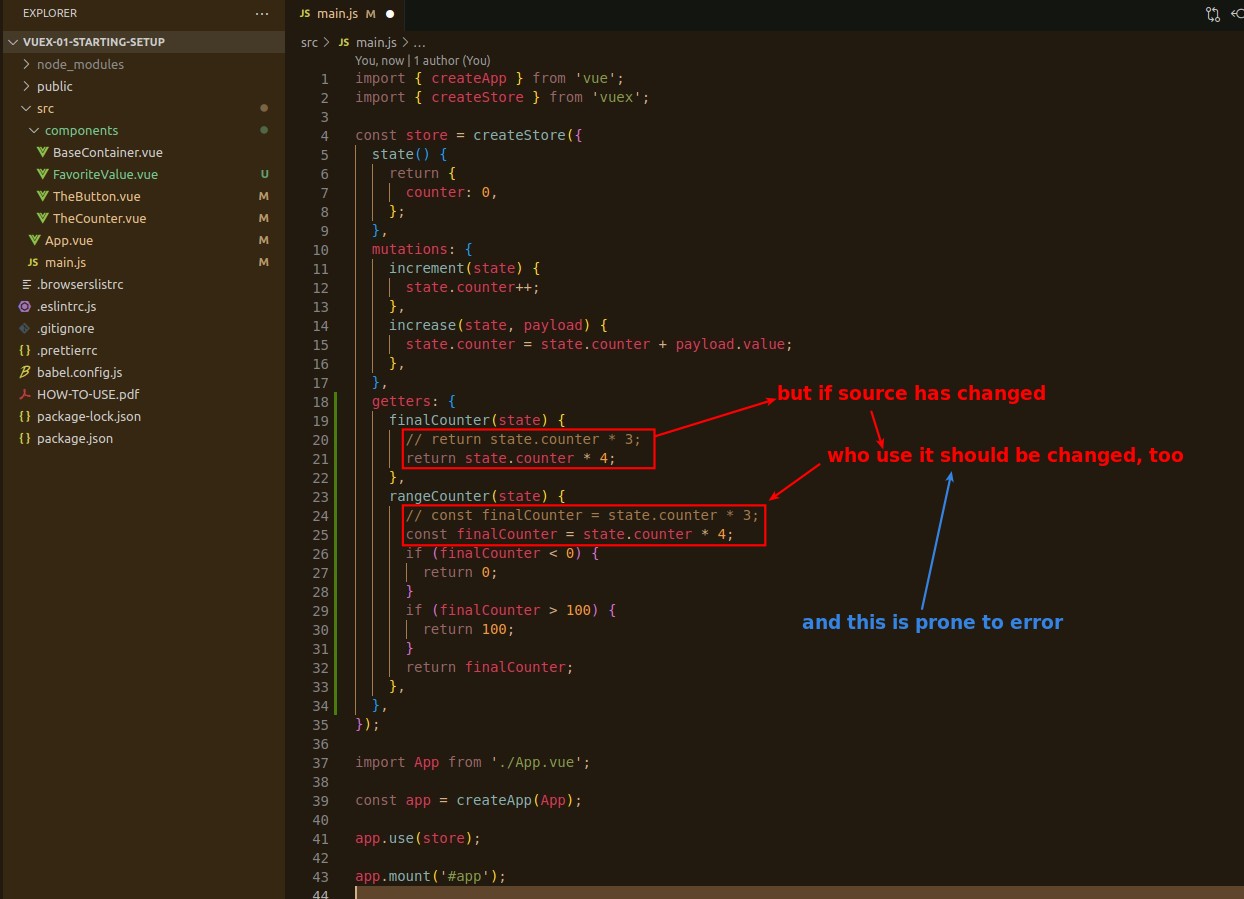 EXPLORER
VUEX-01-STARTING-SETUP
node_modules
public
src
components
BaseContainer.vue
FavoriteValue.vue U
TheButton.vue M
TheCounter.vue M
App.vue M
JS main.js M
.browserslistrc
.eslintrc.js
.gitignore
{} .prettierrc
babel.config.js
HOW-TO-USE.pdf
{} package-lock.json
{} package.json
JS main.js M
src > JS main.js > ...
You, now | 1 author (You)
1 import { createApp } from 'vue';
2 import { createStore } from 'vuex';
3
4 const store = createStore({
5 state() {
6 return {
7 counter: 0,
8 };
9 },
10 mutations: {
11 increment(state) {
12 state.counter++;
13 },
14 increase(state, payload) {
15 state.counter = state.counter + payload.value;
16 },
17 },
18 getters: {
19 finalCounter(state) {
20 // return state.counter * 3;
21 return state.counter * 4;
22 },
23 rangeCounter(state) {
24 // const finalCounter = state.counter * 3;
25 const finalCounter = state.counter * 4;
26 if (finalCounter < 0) {
27 return 0;
28 }
29 if (finalCounter > 100) {
30 return 100;
31 }
32 return finalCounter;
33 },
34 },
35 });
36
37 import App from './App.vue';
38
39 const app = createApp(App);
40
41 app.use(store);
42
43 app.mount('#app');
44
but if source has changed
who use it should be changed, too
and this is prone to error